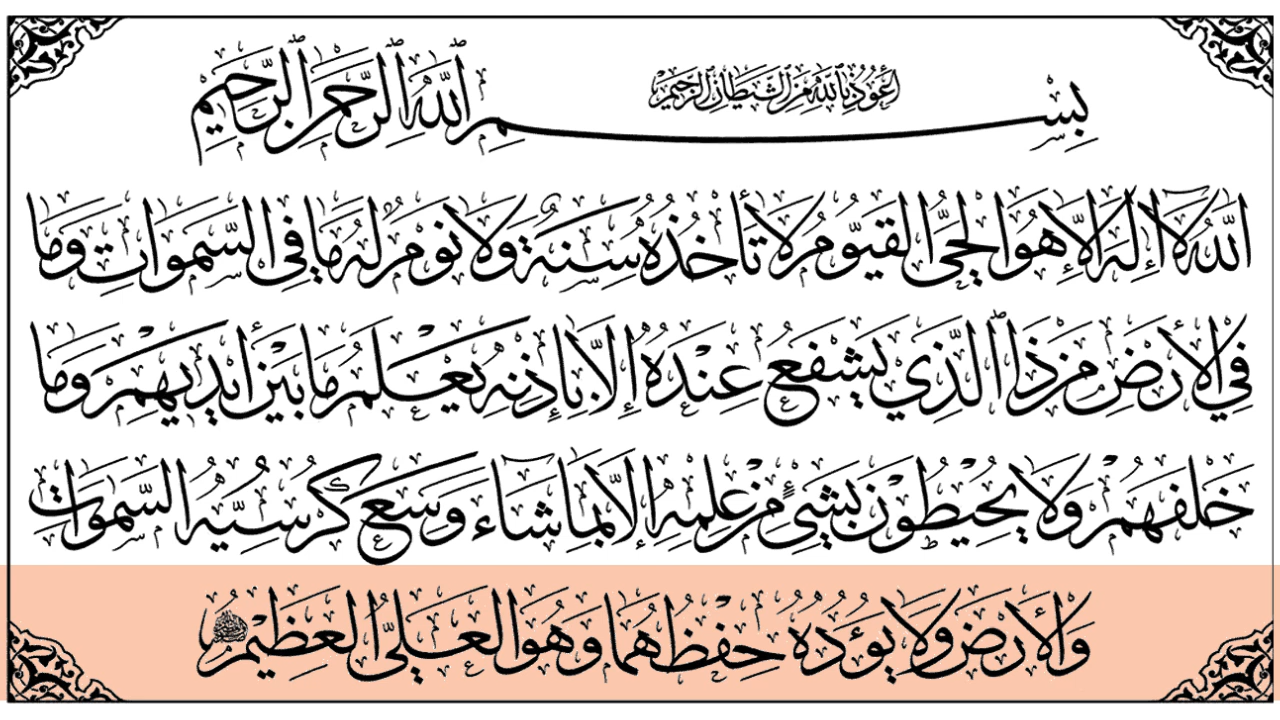 أعوذ بالله من الشيطان الرجيم
بسم الله الرحمن الرحيم
الله لا إله إلا هو الحي القيوم لا تأخذه سنة ولا نوم له ما في السموات وما
في الأرض من ذا الذي يشفع عنده إلا بإذنه يعلم ما بين أيديهم وما
خلفهم ولا يحيطون بشيء من علمه إلا بما شاء وسع كرسيه السموات
والأرض ولا يؤده حفظهما وهو العلي العظيم